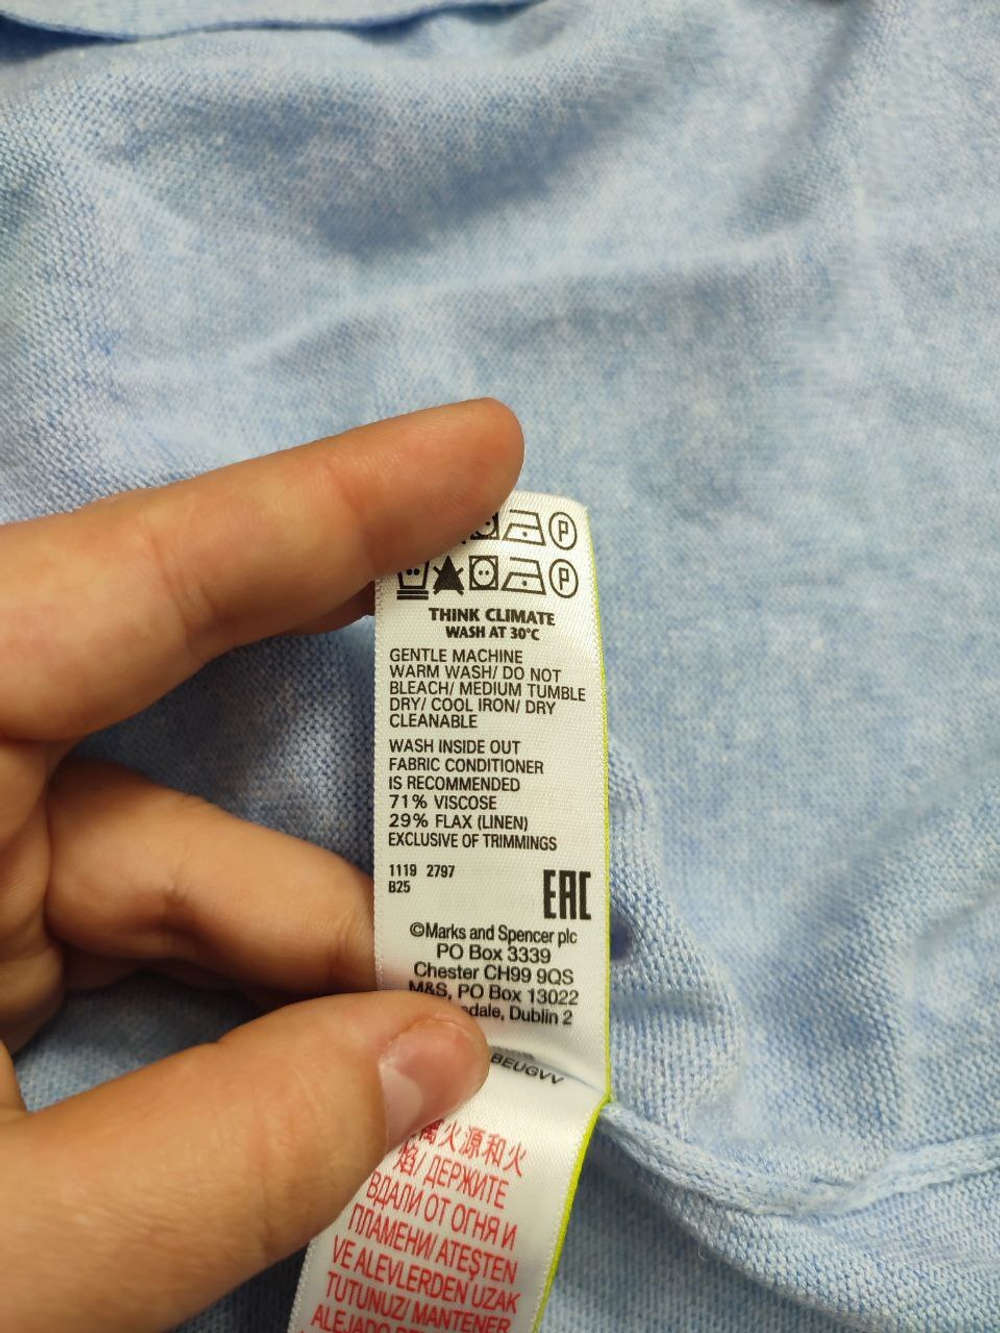 THINK CLIMATE
WASH AT 30°C
GENTLE MACHINE
WARM WASH/ DO NOT
BLEACH/ MEDIUM TUMBLE
DRY/ COOL IRON/ DRY
CLEANABLE
WASH INSIDE OUT
FABRIC CONDITIONER
IS RECOMMENDED
71% VISCOSE
29% FLAX (LINEN)
EXCLUSIVE OF TRIMMINGS
1119 2797
B25
EAC
©Marks and Spencer plc
PO Box 3339
Chester CH99 9QS
M&S, PO Box 13022
Dublin 2
火源和火
焰/ ДЕРЖИТЕ
ВДАЛИ ОТ ОГНЯ И
ПЛАМЕНИ/ ATEŞTEN
VE ALEVLERDEN UZAK
TUTUNUZ/ MANTENER
ALEJADO